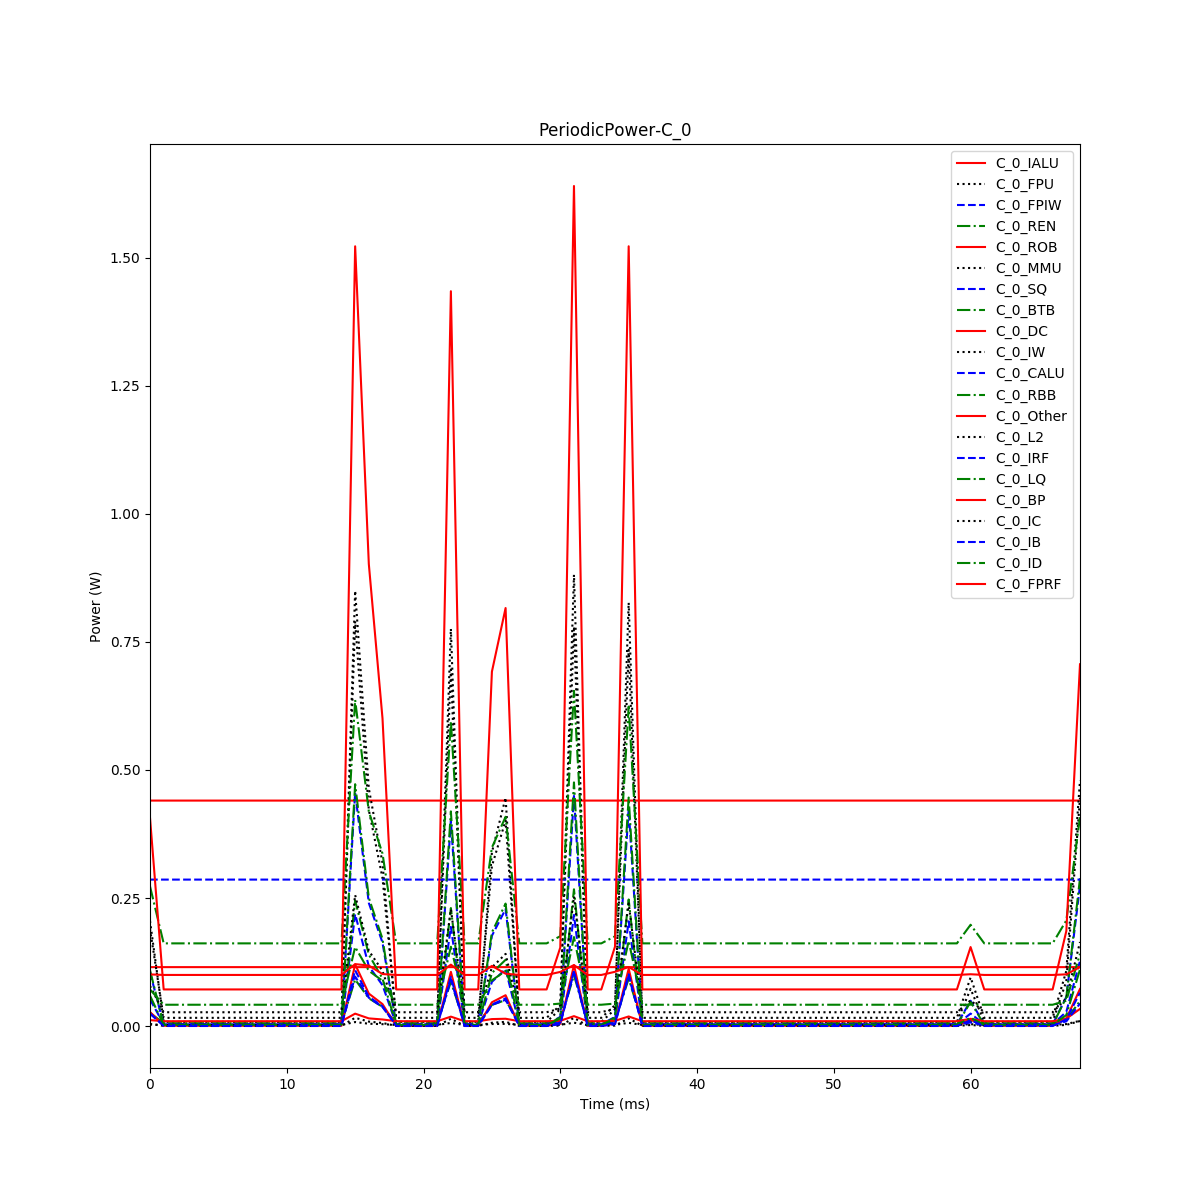 PeriodicPower-C_0
C_0_IALU
C_0_FPU
C_0_FPIW
C_0_REN
C_0_ROB
C_0_MMU
C_0_SQ
C_0_BTB
C_0_DC
C_0_IW
C_0_CALU
C_0_RBB
C_0_Other
C_0_L2
C_0_IRF
C_0_LQ
C_0_BP
C_0_IC
C_0_IB
C_0_ID
C_0_FPRF
1.50
1.25
1.00
0.75
0.50
0.25
0.00
Power (W)
0 10 20 30 40 50 60
Time (ms)